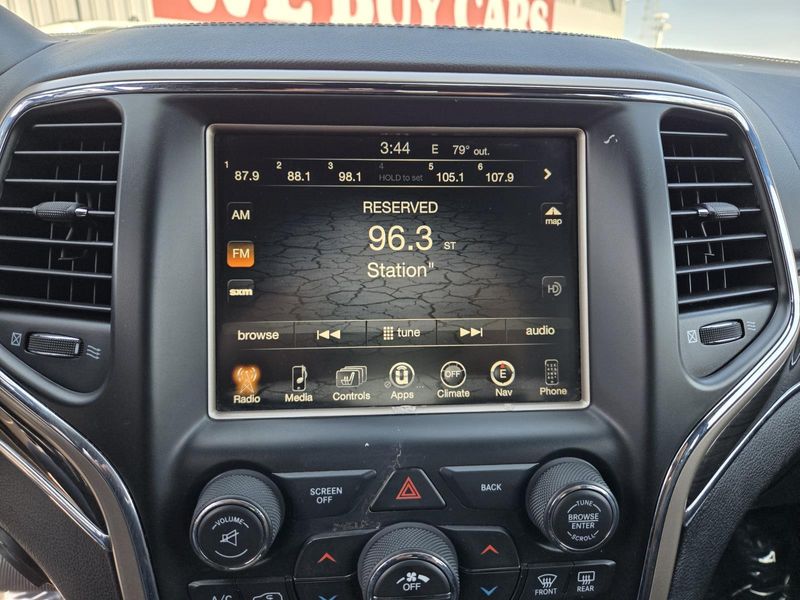 WE BUY CARS
3:44 E 79° out.
1 87.9 2 88.1 3 98.1 4 HOLD to set 5 105.1 6 107.9
AM
RESERVED
map
96.3 ST
FM
Station"
sxm
HD
browse tune audio
OFF E
Radio Media Controls Apps Climate Nav Phone
SCREEN OFF
BACK
VOLUME
TUNE
BROWSE
ENTER
SCROLL
OFF
A/C
FRONT
REAR